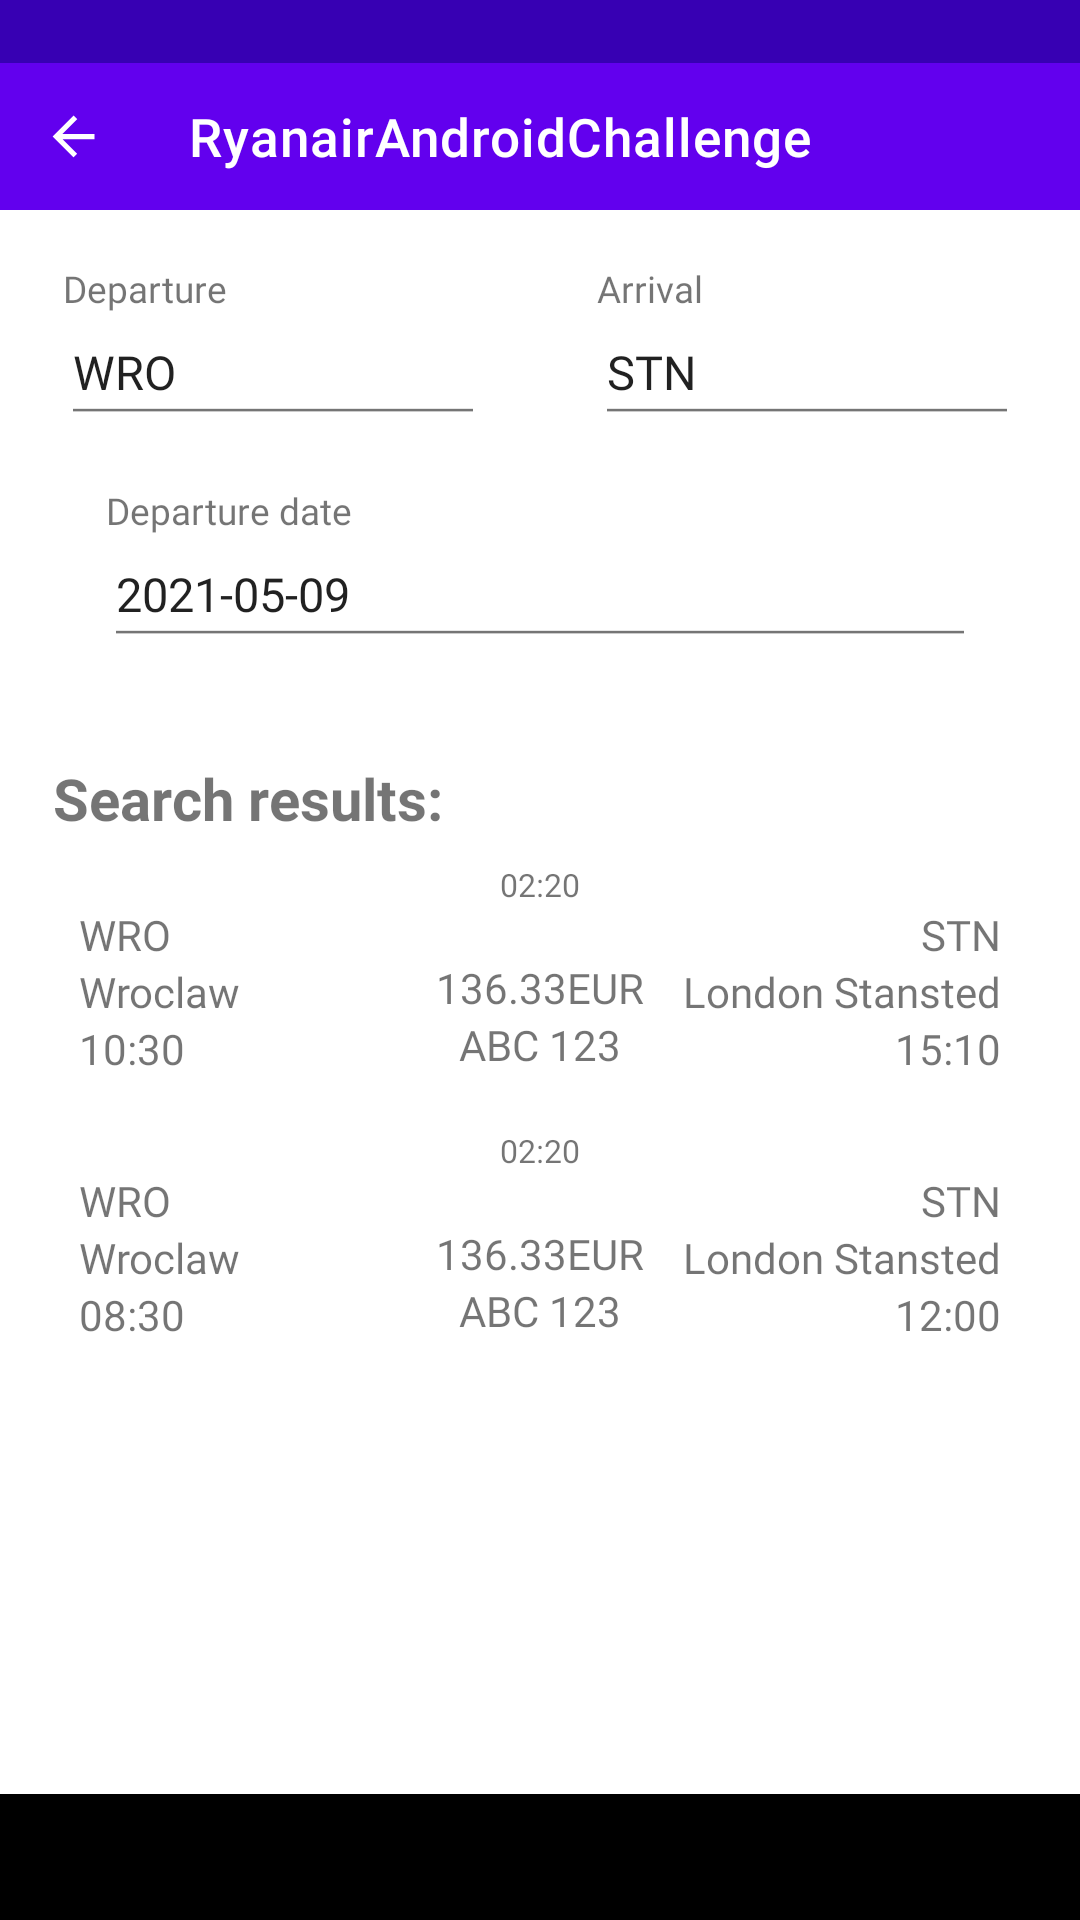 RyanairAndroidChallenge
Departure
Arrival
WRO
STN
Departure date
2021-05-09
Search results:
02:20
WRO
STN
Wroclaw
136.33EUR
London Stansted
10:30
ABC 123
15:10
02:20
WRO
STN
Wroclaw
136.33EUR
London Stansted
08:30
ABC 123
12:00